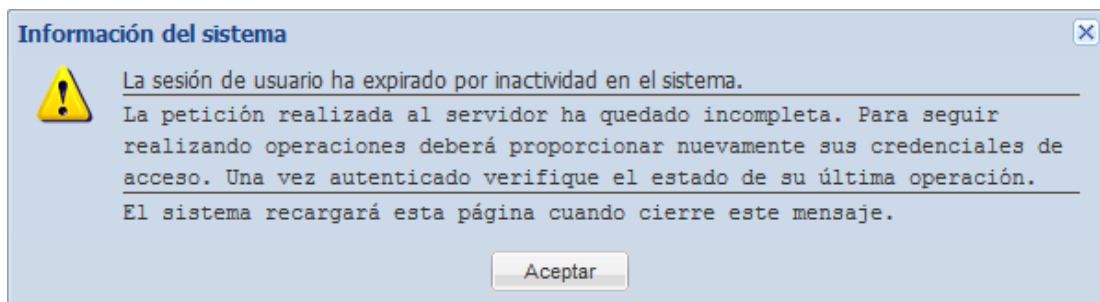 Información del sistema
La sesión de usuario ha expirado por inactividad en el sistema.
La petición realizada al servidor ha quedado incompleta. Para seguir
realizando operaciones deberá proporcionar nuevamente sus credenciales de
acceso. Una vez autenticado verifique el estado de su última operación.
El sistema recargará esta página cuando cierre este mensaje.
Aceptar